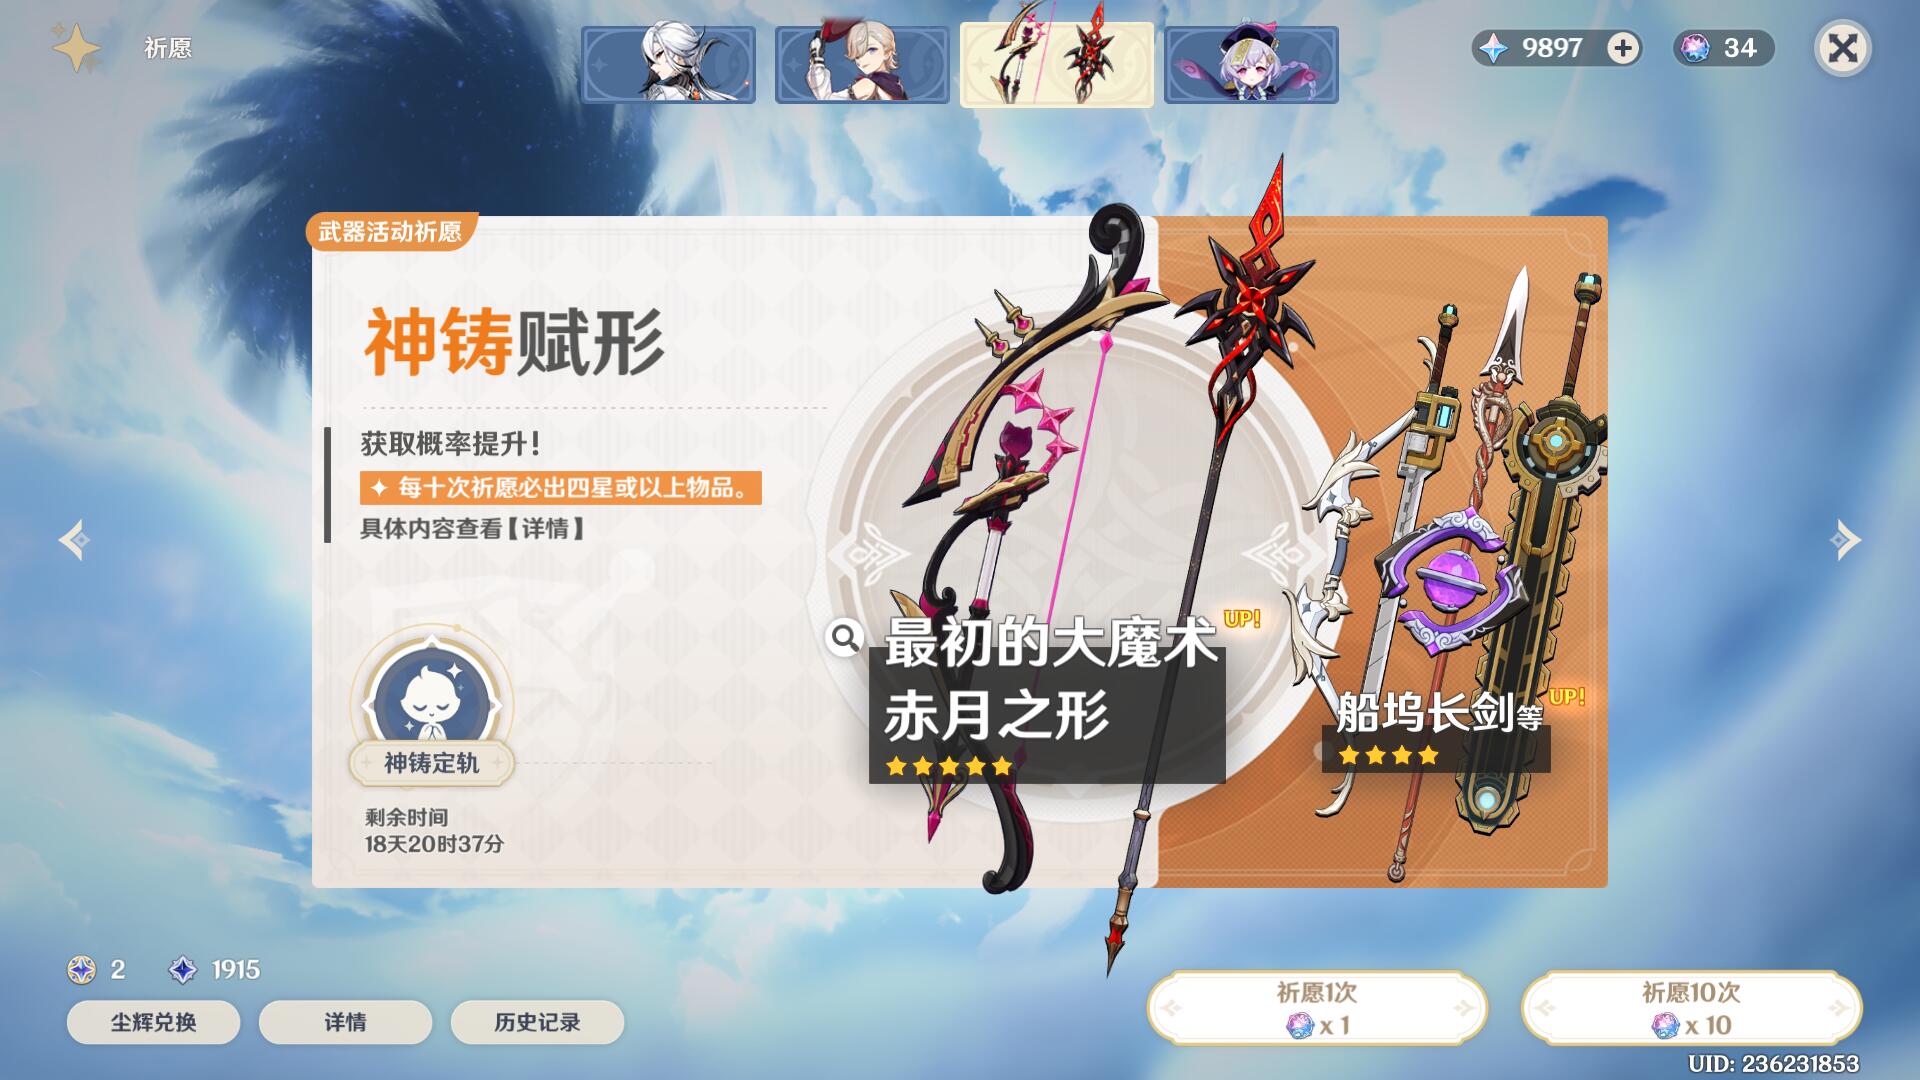 祈愿
9897
34
武器活动祈愿
神铸赋形
获取概率提升！
每十次祈愿必出四星或以上物品。
具体内容查看【详情】
最初的大魔术
UP!
赤月之形
船坞长剑等
UP!
神铸定轨
剩余时间
18天20时37分
2
1915
尘辉兑换
详情
历史记录
祈愿1次
x 1
祈愿10次
x 10
UID: 236231853